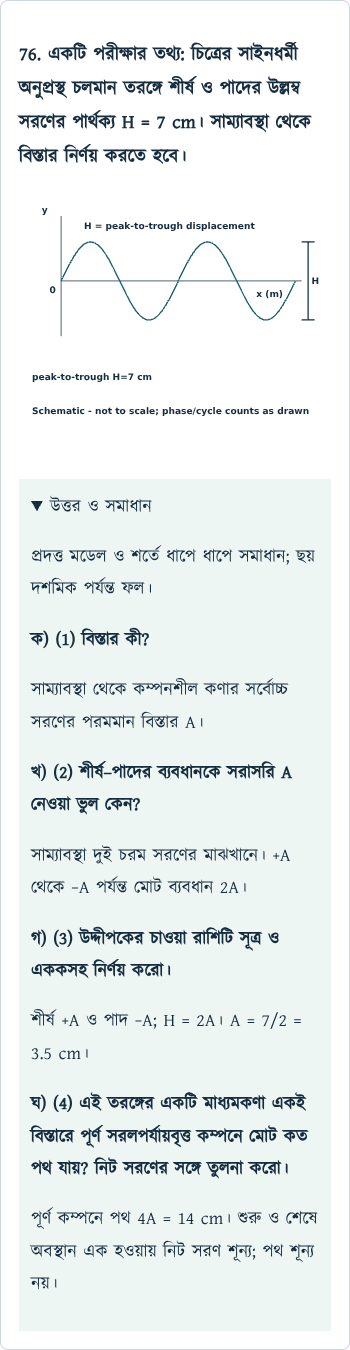 76. একটি পরীক্ষার তথ্য: চিত্রের সাইনধর্মী
অনুপ্রস্থ চলমান তরঙ্গে শীর্ষ ও পাদের উল্লম্ব
সরণের পার্থক্য H = 7 cm। সাম্যাবস্থা থেকে
বিস্তার নির্ণয় করতে হবে।
y
H = peak-to-trough displacement
H
0
x (m)
peak-to-trough H=7 cm
Schematic - not to scale; phase/cycle counts as drawn
▼ উত্তর ও সমাধান
প্রদত্ত মডেল ও শর্তে ধাপে ধাপে সমাধান; ছয়
দশমিক পর্যন্ত ফল।
ক) (1) বিস্তার কী?
সাম্যাবস্থা থেকে কম্পনশীল কণার সর্বোচ্চ
সরণের পরমমান বিস্তার A।
খ) (2) শীর্ষ–পাদের ব্যবধানকে সরাসরি A
নেওয়া ভুল কেন?
সাম্যাবস্থা দুই চরম সরণের মাঝখানে। +A
থেকে −A পর্যন্ত মোট ব্যবধান 2A।
গ) (3) উদ্দীপকের চাওয়া রাশিটি সূত্র ও
এককসহ নির্ণয় করো।
শীর্ষ +A ও পাদ −A; H = 2A। A = 7/2 =
3.5 cm।
ঘ) (4) এই তরঙ্গের একটি মাধ্যমকণা একই
বিস্তারে পূর্ণ সরলপর্যায়বৃত্ত কম্পনে মোট কত
পথ যায়? নিট সরণের সঙ্গে তুলনা করো।
পূর্ণ কম্পনে পথ 4A = 14 cm। শুরু ও শেষে
অবস্থান এক হওয়ায় নিট সরণ শূন্য; পথ শূন্য
নয়।